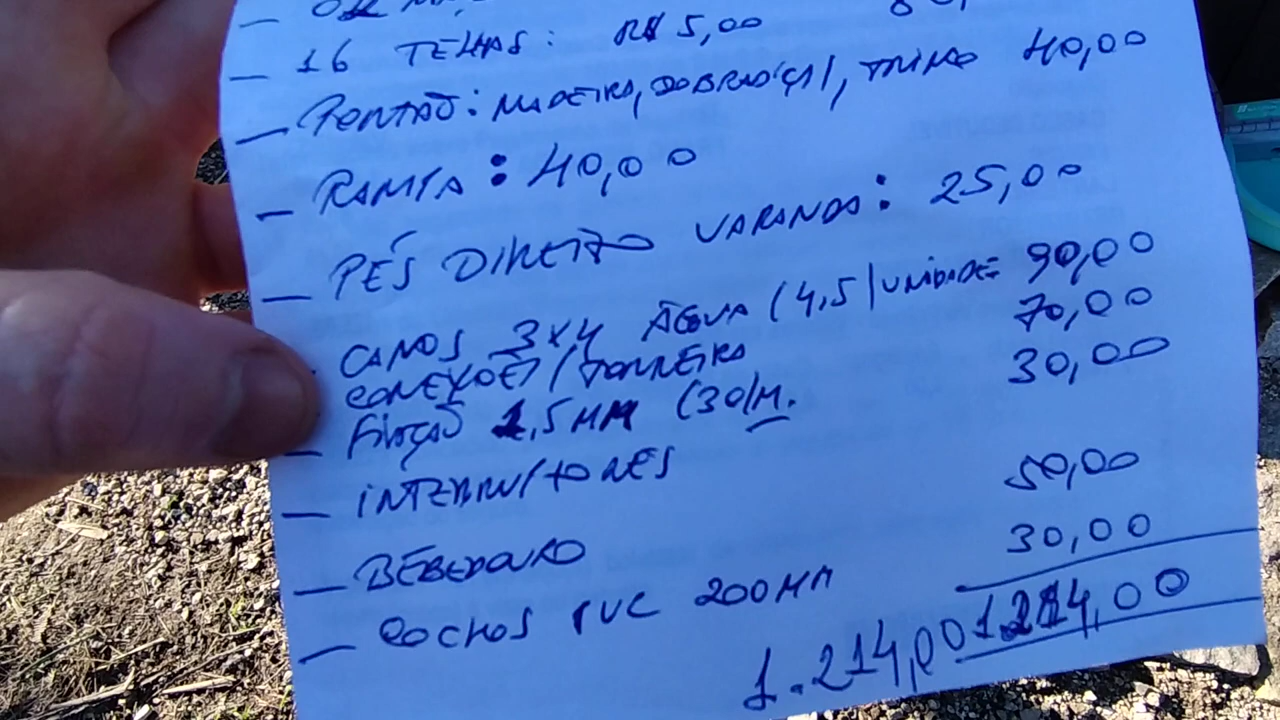 16 TELHAS: R$ 5,00
— PORTÃO: MADEIRA, DOBRADIÇA/, TRINCO 40,00
— RAMPA: 40,00
— PÉS DIREITO VARANDA: 25,00
CANOS 3x4 ÁGUA (4,5/UNIDADE= 90,00
CONEXÕES/TORNEIRA 70,00
— FIAÇÃO 1,5MM (30)M. 30,00
— INTERRUPTORES
— BEBEDOURO 50,00
— COCHOS PVC 200MM 30,00
1.214,00 1.214,00